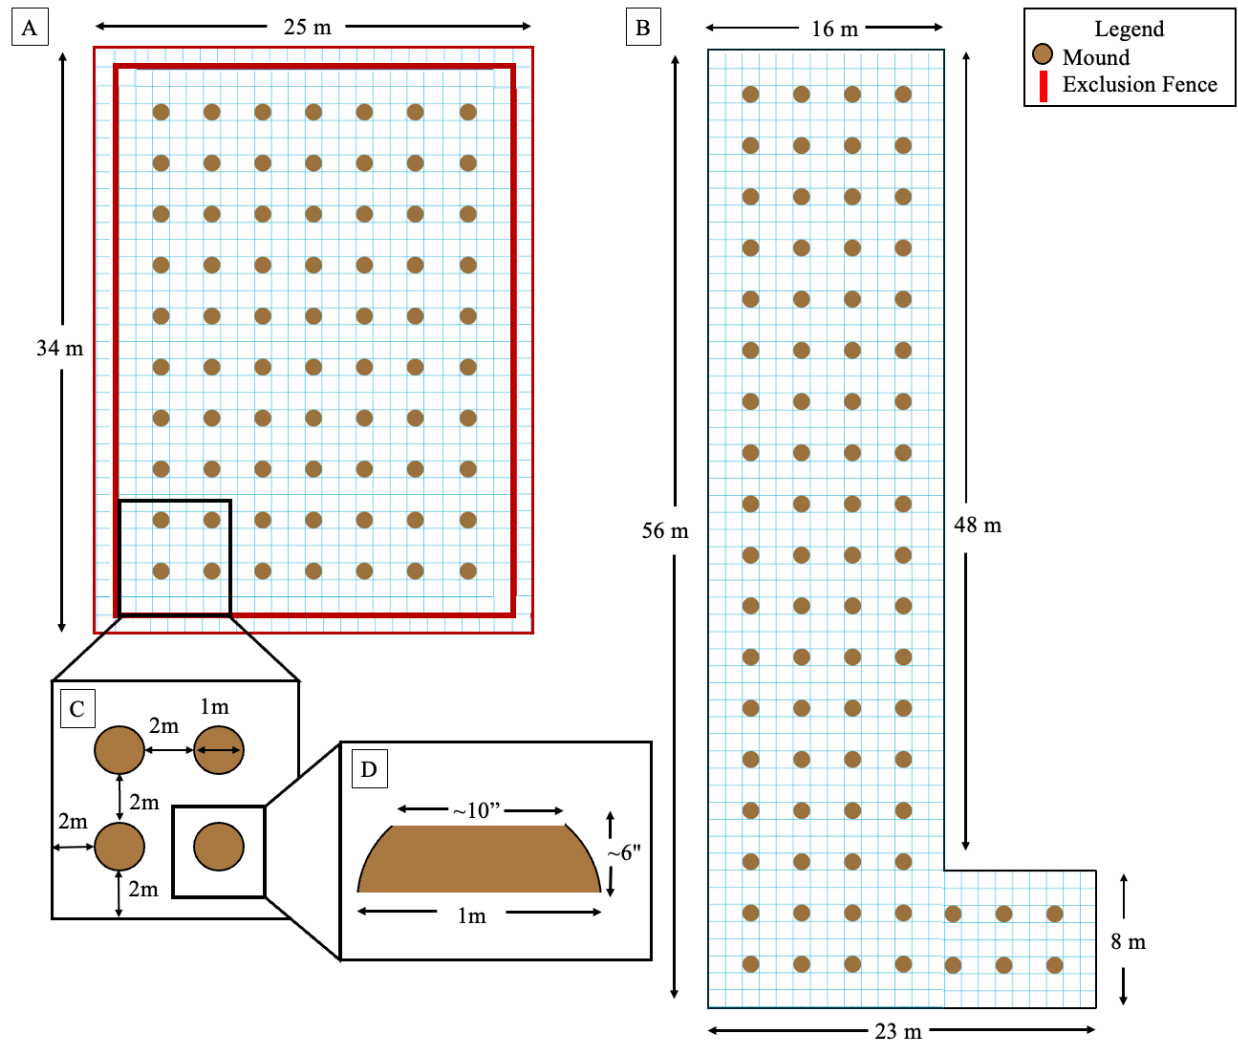 A
25 m
B
16 m
Legend
Mound
Exclusion Fence
34 m
56 m
48 m
C
1m
2m
2m
2m
2m
D
~10”
~6"
1m
8 m
23 m